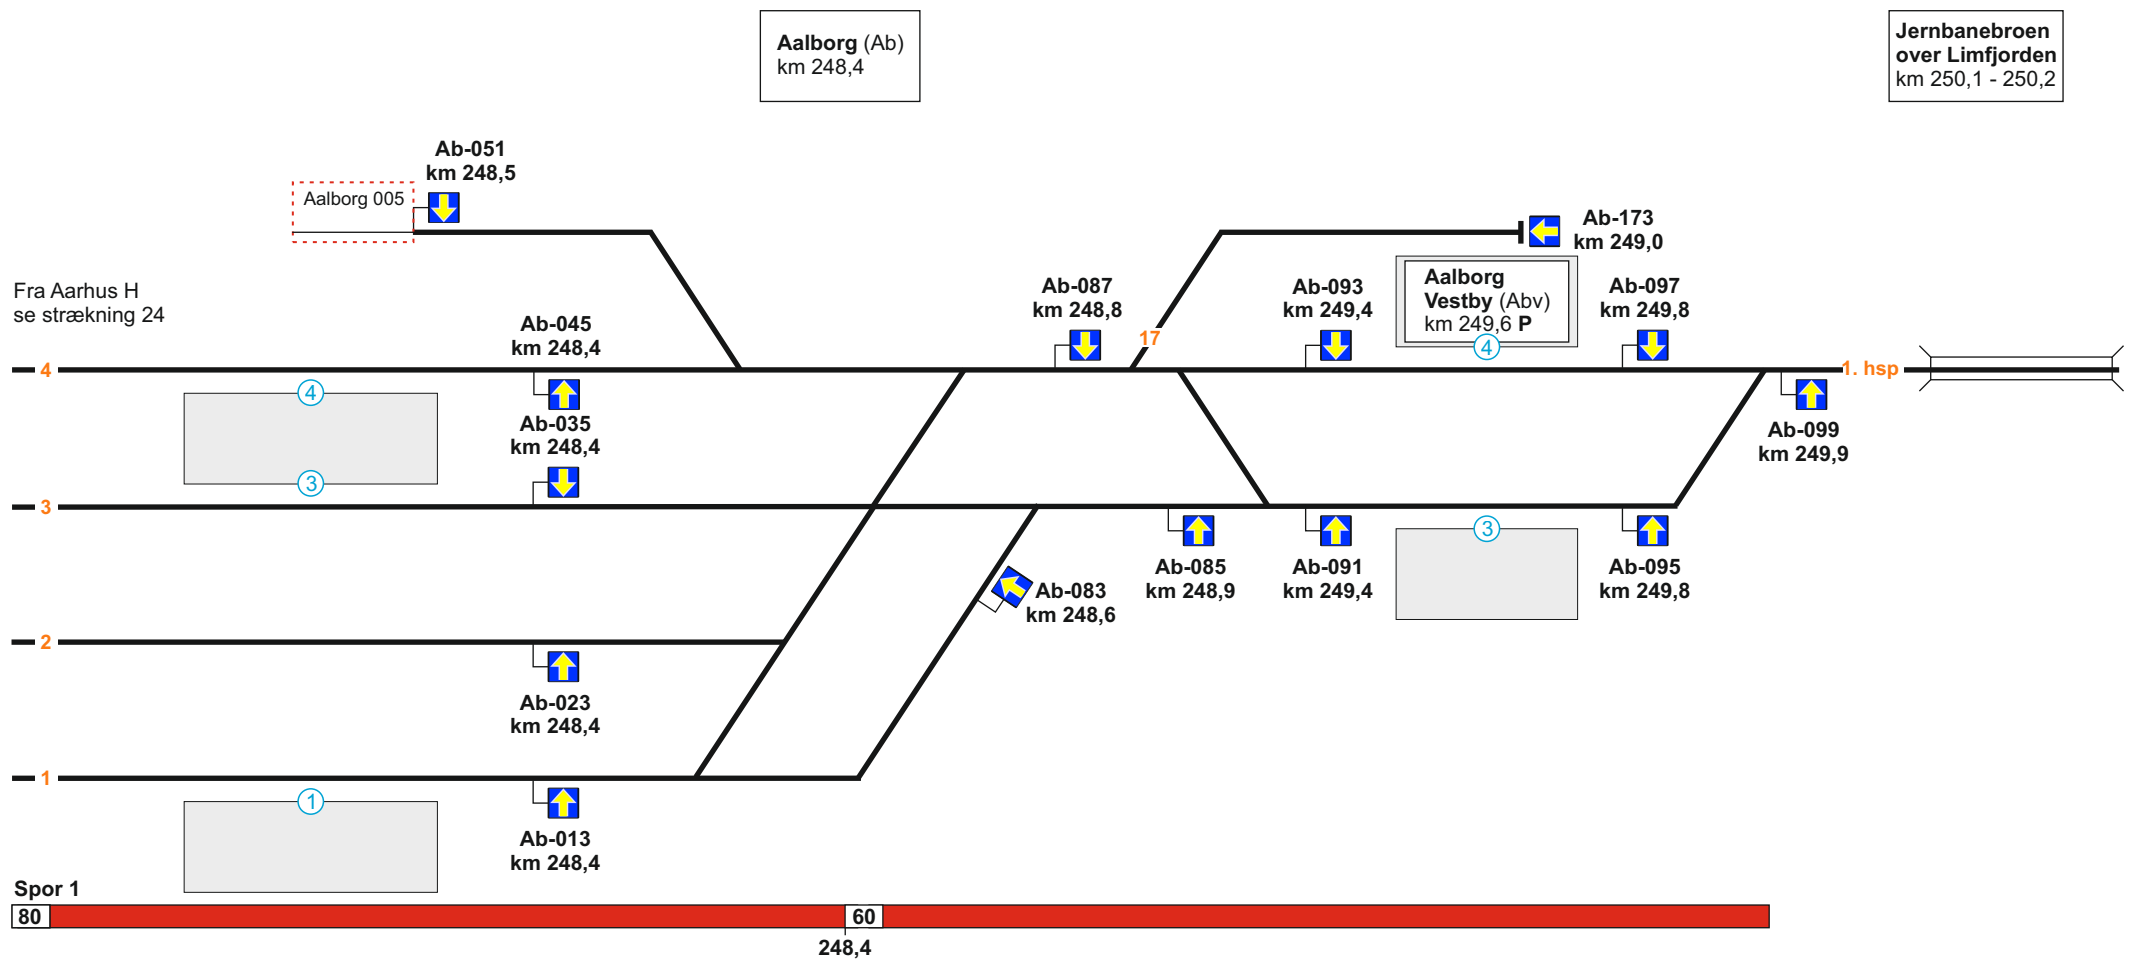 Aalborg (Ab)
km 248,4
Jernbanebroen
over Limfjorden
km 250,1 - 250,2
Ab-051
km 248,5
Aalborg 005
Ab-173
km 249,0
Fra Aarhus H
se strækning 24
Ab-045
km 248,4
Ab-087
km 248,8
17
Ab-093
km 249,4
Aalborg
Vestby (Abv)
km 249,6 P
4
Ab-097
km 249,8
4
1. hsp
4
Ab-035
km 248,4
3
Ab-099
km 249,9
3
3
Ab-083
km 248,6
Ab-085
km 248,9
Ab-091
km 249,4
Ab-095
km 249,8
2
Ab-023
km 248,4
1
1
Ab-013
km 248,4
Spor 1
80
60
248,4